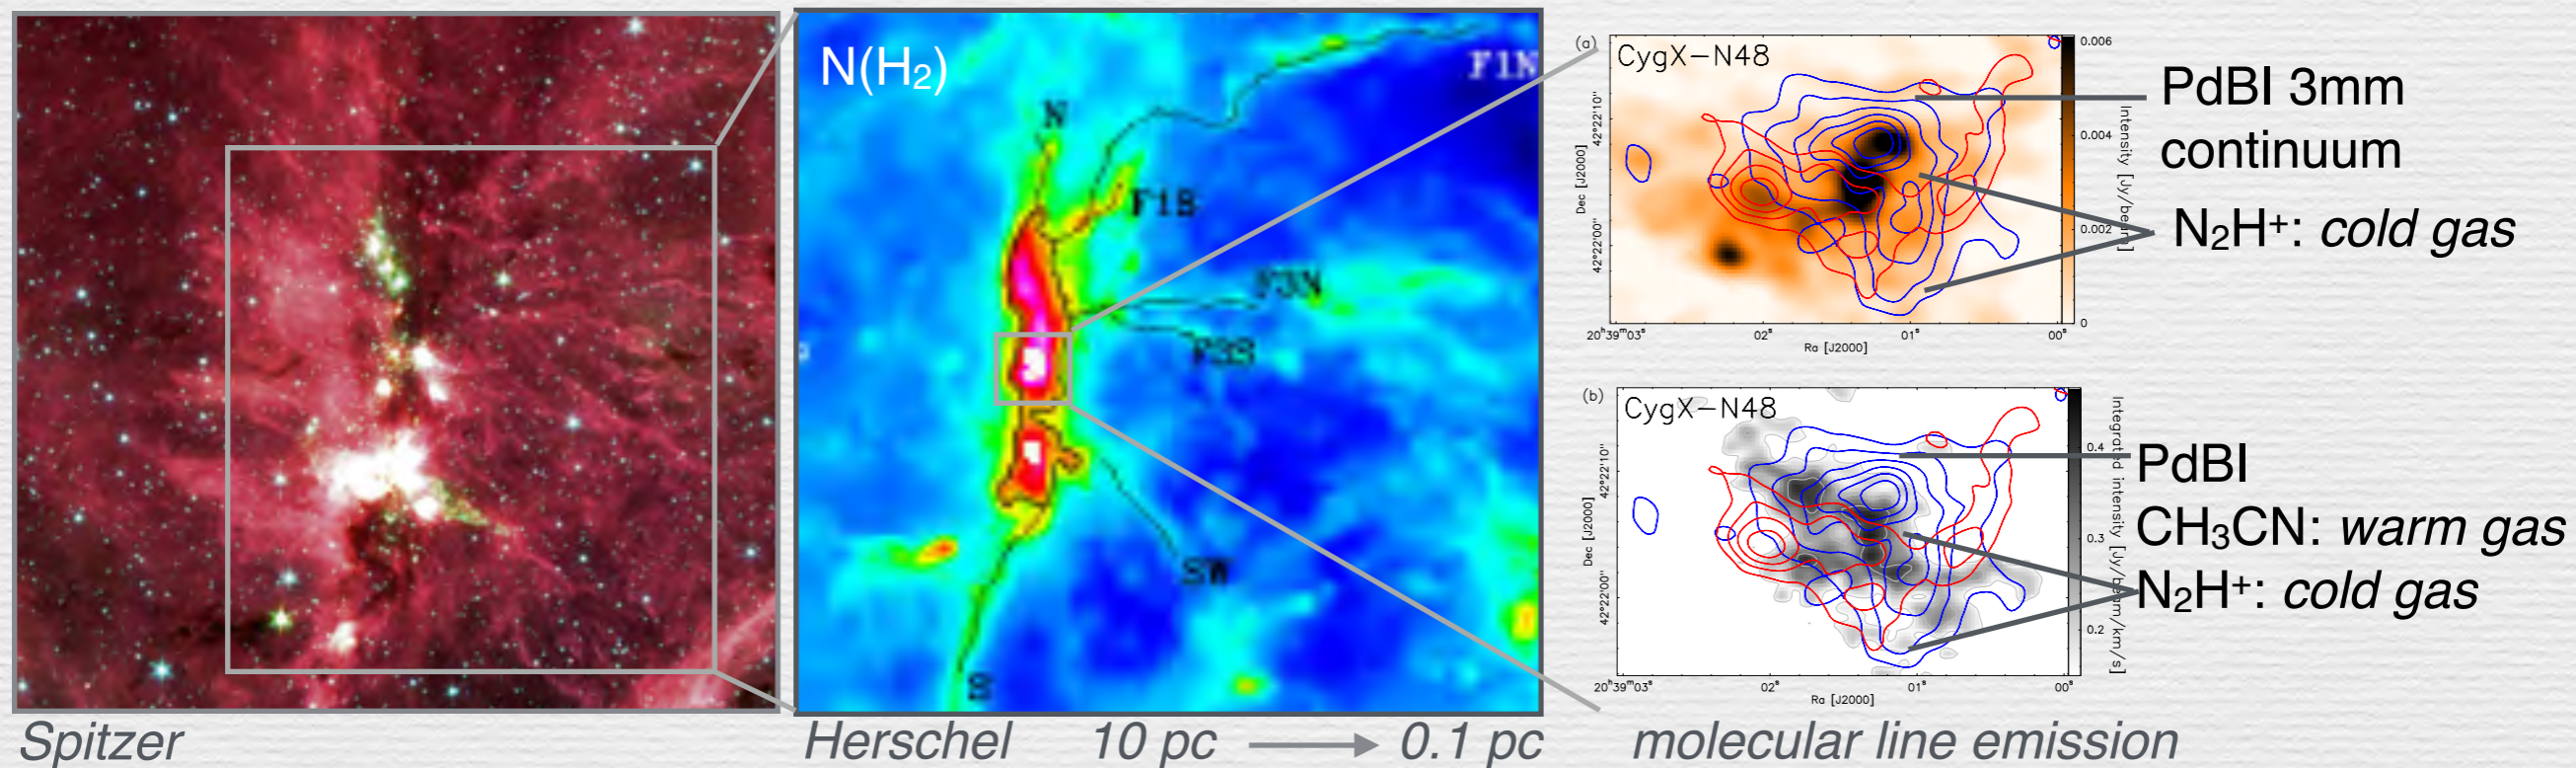 N(H₂)
F1N
N
F1S
F3N
F3S
SW
S
(a)
CygX-N48
0.006
0.004
0.002
0
Intensity [Jy/beam]
42°22'10"
42°22'00"
Dec [J2000]
20ʰ39ᵐ03ˢ
02ˢ
01ˢ
00ˢ
Ra [J2000]
PdBI 3mm
continuum
N₂H⁺: cold gas
(b)
CygX-N48
0.4
0.3
0.2
Integrated intensity [Jy/beam/km/s]
42°22'10"
42°22'00"
Dec [J2000]
20ʰ39ᵐ03ˢ
02ˢ
01ˢ
00ˢ
Ra [J2000]
PdBI
CH₃CN: warm gas
N₂H⁺: cold gas
Spitzer
Herschel
10 pc → 0.1 pc
molecular line emission